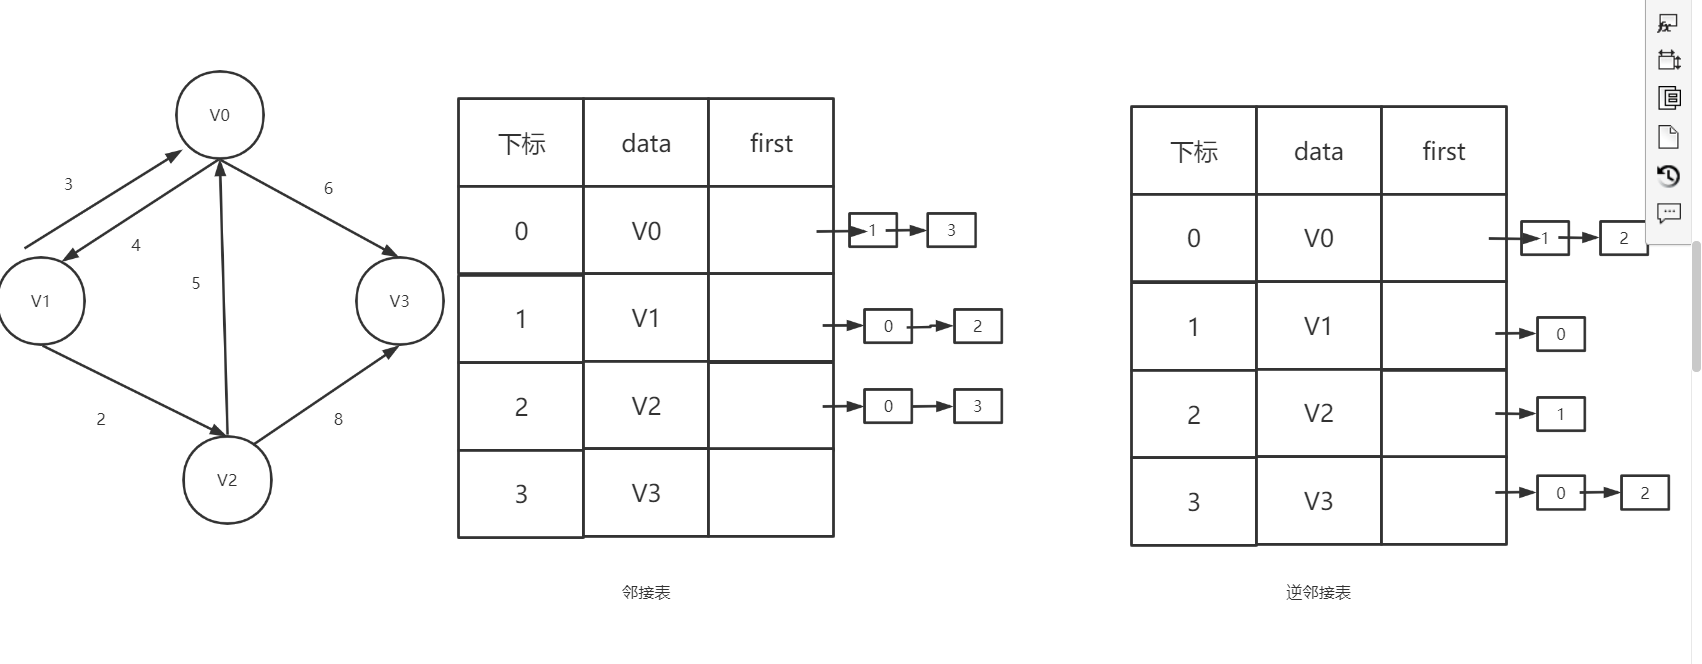 V0
3
6
4
5
V1
V3
2
8
V2
下标 data first
0 V0 1 3
1 V1 0 2
2 V2 0 3
3 V3
邻接表
下标 data first
0 V0 1 2
1 V1 0
2 V2 1
3 V3 0 2
逆邻接表
fx